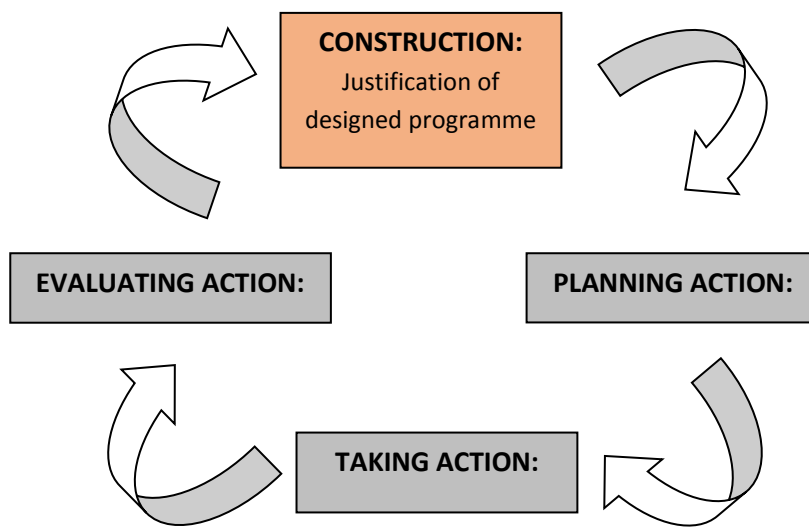 CONSTRUCTION:
Justification of
designed programme
EVALUATING ACTION:
PLANNING ACTION:
TAKING ACTION: